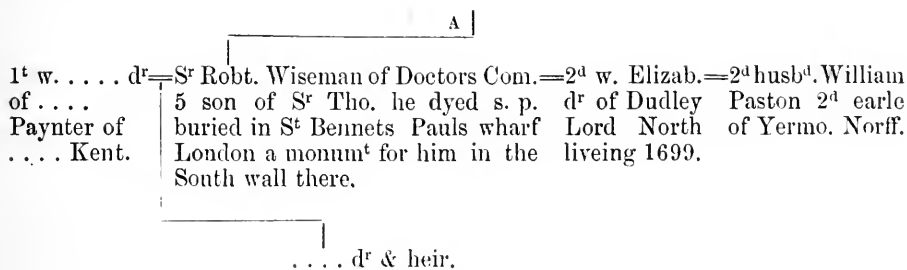 A
1ᵗ w. . . . . dʳ=
of . . . .
Paynter of
. . . . Kent.
Sʳ Robt. Wiseman of Doctors Com.=
5 son of Sʳ Tho. he dyed s. p.
buried in Sᵗ Bennets Pauls wharf
London a monumᵗ for him in the
South wall there.
2ᵈ w. Elizab.=
dʳ of Dudley
Lord North
liveing 1699.
2ᵈ husbᵈ. William
Paston 2ᵈ earle
of Yermo. Norff.
. . . . dʳ & heir.